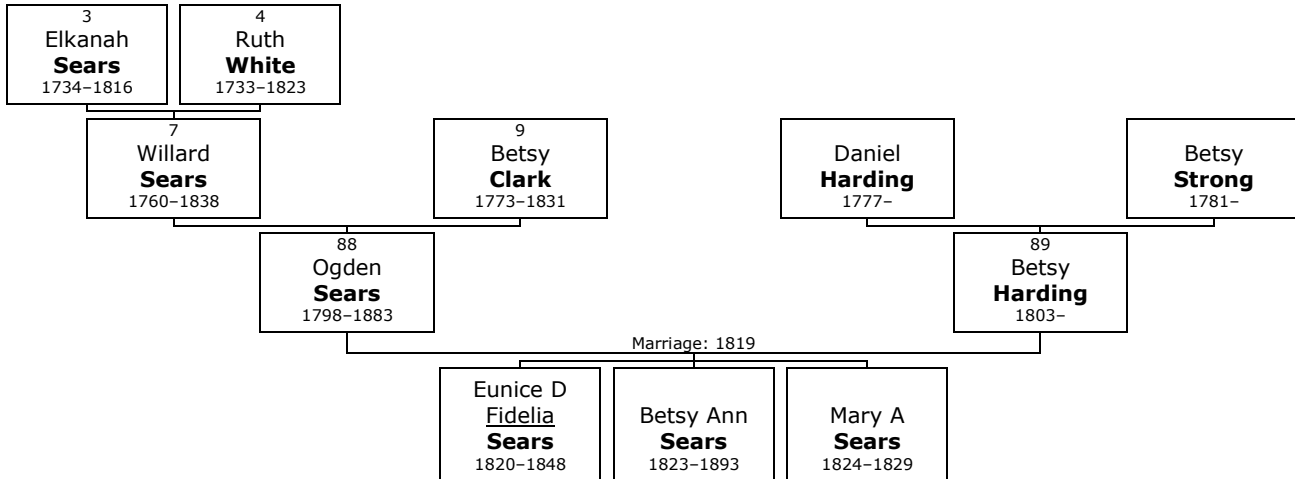 3
Elkanah
Sears
1734–1816
4
Ruth
White
1733–1823
7
Willard
Sears
1760–1838
9
Betsy
Clark
1773–1831
Daniel
Harding
1777–
Betsy
Strong
1781–
88
Ogden
Sears
1798–1883
89
Betsy
Harding
1803–
Marriage: 1819
Eunice D
Fidelia
Sears
1820–1848
Betsy Ann
Sears
1823–1893
Mary A
Sears
1824–1829